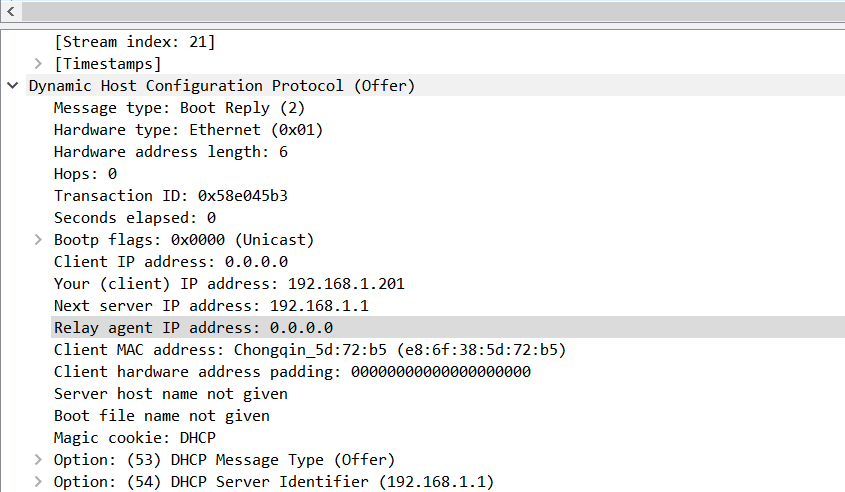 [Stream index: 21]
[Timestamps]
Dynamic Host Configuration Protocol (Offer)
Message type: Boot Reply (2)
Hardware type: Ethernet (0x01)
Hardware address length: 6
Hops: 0
Transaction ID: 0x58e045b3
Seconds elapsed: 0
Bootp flags: 0x0000 (Unicast)
Client IP address: 0.0.0.0
Your (client) IP address: 192.168.1.201
Next server IP address: 192.168.1.1
Relay agent IP address: 0.0.0.0
Client MAC address: Chongqin_5d:72:b5 (e8:6f:38:5d:72:b5)
Client hardware address padding: 00000000000000000000
Server host name not given
Boot file name not given
Magic cookie: DHCP
Option: (53) DHCP Message Type (Offer)
Option: (54) DHCP Server Identifier (192.168.1.1)